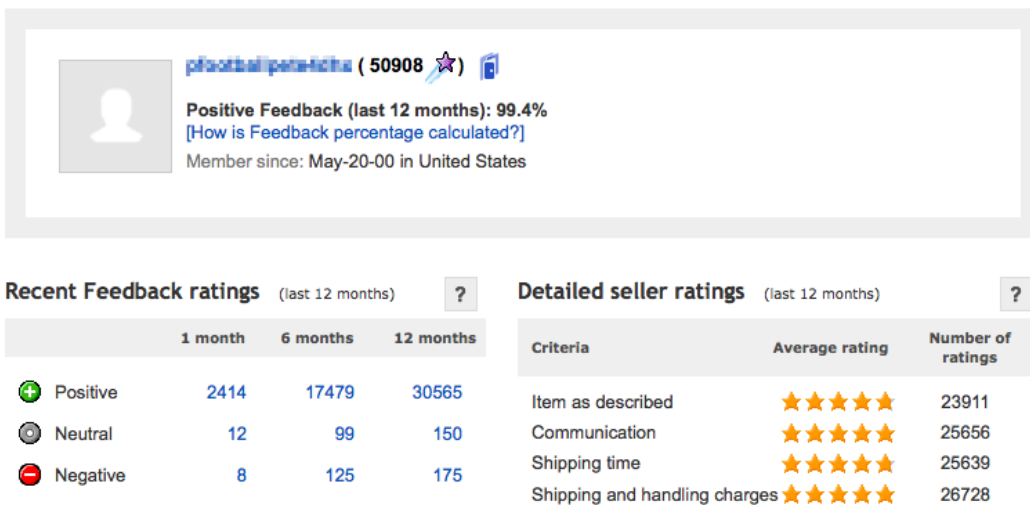 ( 50908 )
Positive Feedback (last 12 months): 99.4%
[How is Feedback percentage calculated?]
Member since: May-20-00 in United States
Recent Feedback ratings (last 12 months) ?
1 month 6 months 12 months
Positive 2414 17479 30565
Neutral 12 99 150
Negative 8 125 175
Detailed seller ratings (last 12 months) ?
Criteria Average rating Number of ratings
Item as described 23911
Communication 25656
Shipping time 25639
Shipping and handling charges 26728